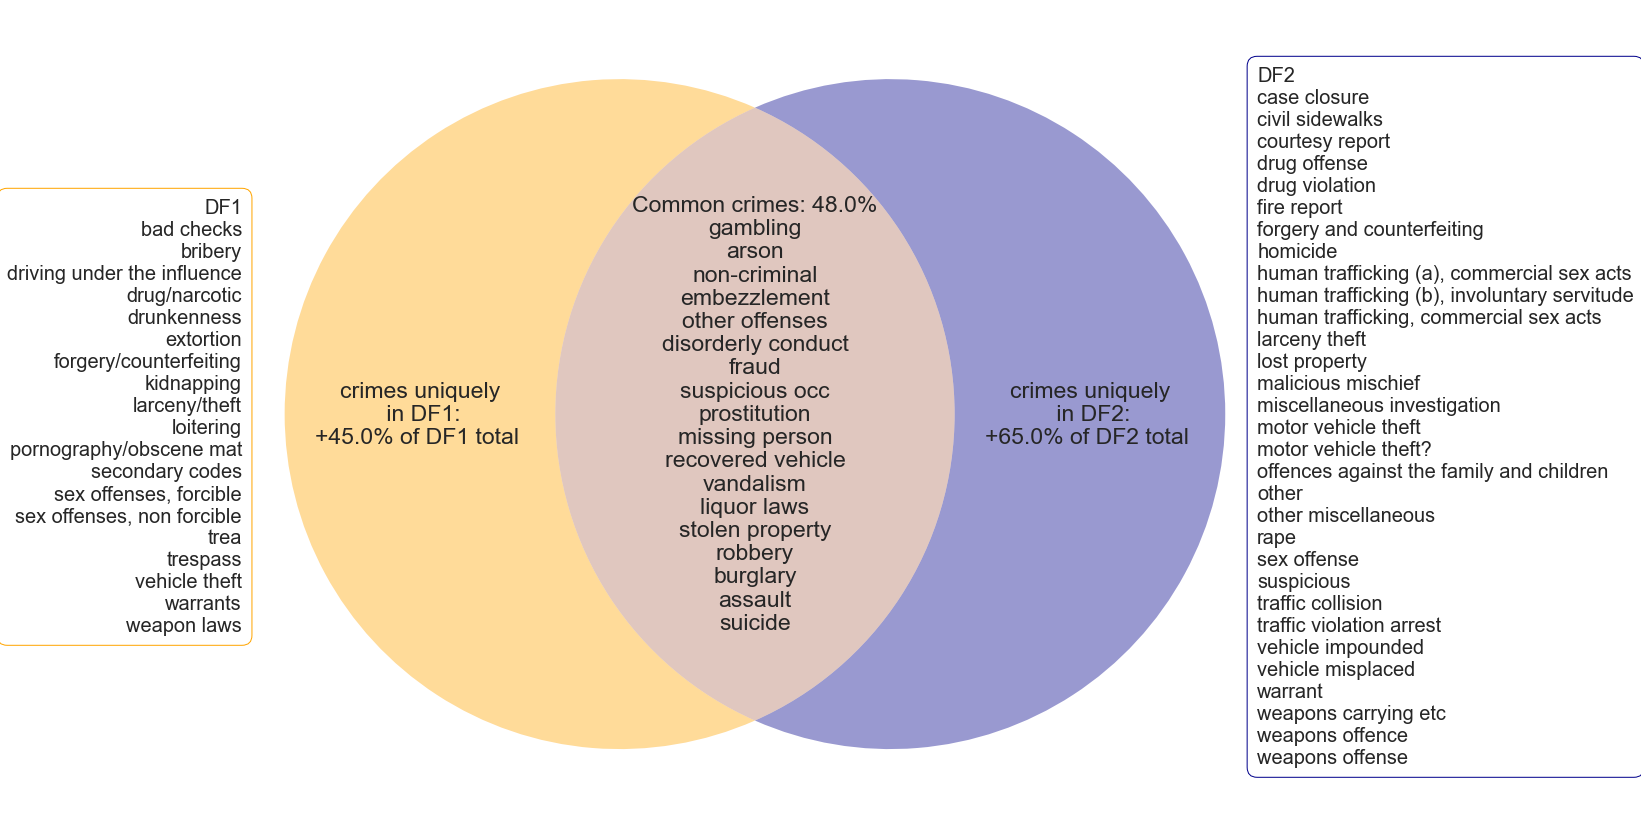 DF1
bad checks
bribery
driving under the influence
drug/narcotic
drunkenness
extortion
forgery/counterfeiting
kidnapping
larceny/theft
loitering
pornography/obscene mat
secondary codes
sex offenses, forcible
sex offenses, non forcible
trea
trespass
vehicle theft
warrants
weapon laws
crimes uniquely
in DF1:
+45.0% of DF1 total
Common crimes: 48.0%
gambling
arson
non-criminal
embezzlement
other offenses
disorderly conduct
fraud
suspicious occ
prostitution
missing person
recovered vehicle
vandalism
liquor laws
stolen property
robbery
burglary
assault
suicide
crimes uniquely
in DF2:
+65.0% of DF2 total
DF2
case closure
civil sidewalks
courtesy report
drug offense
drug violation
fire report
forgery and counterfeiting
homicide
human trafficking (a), commercial sex acts
human trafficking (b), involuntary servitude
human trafficking, commercial sex acts
larceny theft
lost property
malicious mischief
miscellaneous investigation
motor vehicle theft
motor vehicle theft?
offences against the family and children
other
other miscellaneous
rape
sex offense
suspicious
traffic collision
traffic violation arrest
vehicle impounded
vehicle misplaced
warrant
weapons carrying etc
weapons offence
weapons offense